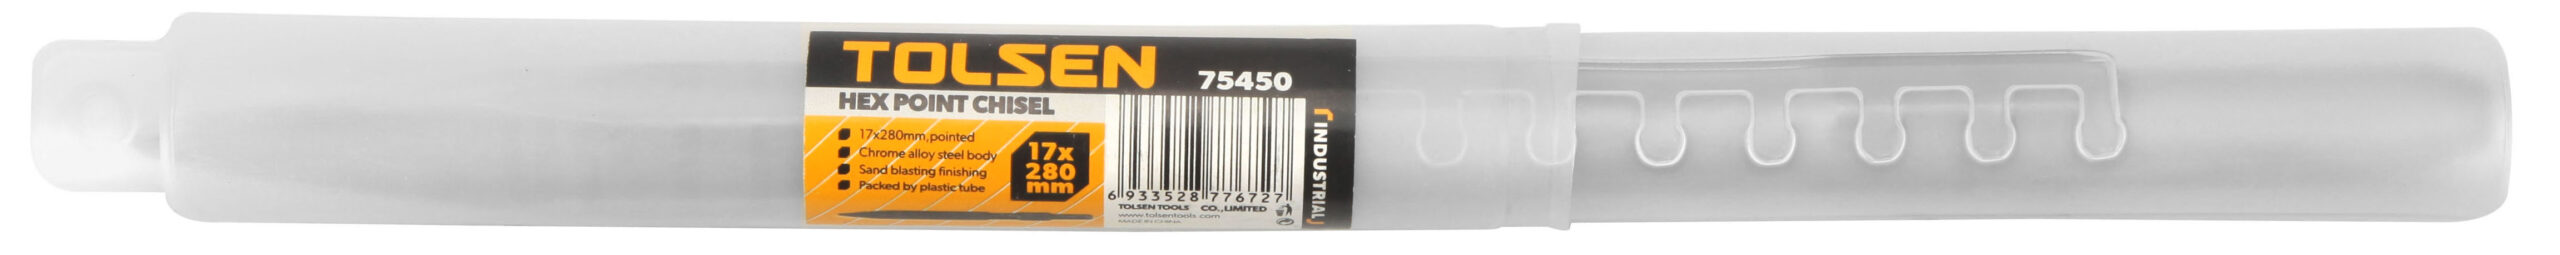 TOLSEN
75450
HEX POINT CHISEL
17x280mm, pointed
Chrome alloy steel body
Sand blasting finishing
Packed by plastic tube
17x
280
mm
6 933528 776727
TOLSEN TOOLS CO., LIMITED
www.tolsentools.com
MADE IN CHINA
INDUSTRIAL